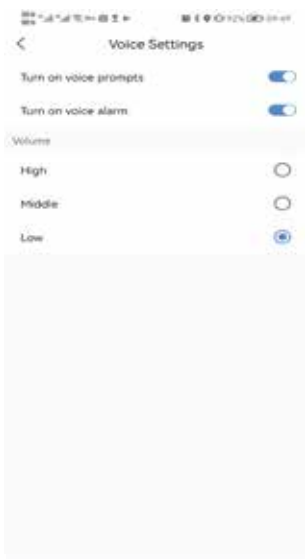 Voice Settings
Turn on voice prompts
Turn on voice alarm
Volume
High
Middle
Low